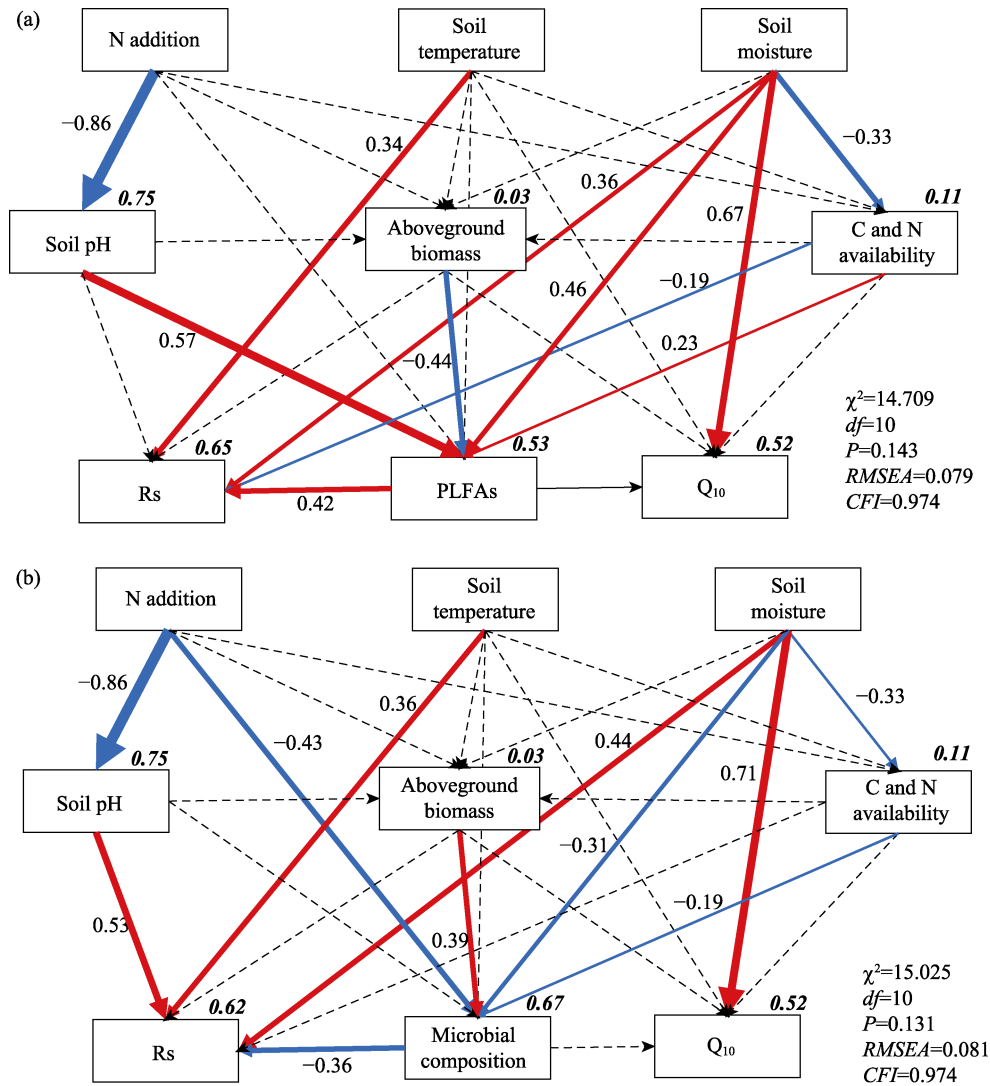 (a)
N addition
Soil
temperature
Soil
moisture
−0.86
0.34
0.36
−0.33
0.75
0.03
0.11
0.67
Soil pH
Aboveground
biomass
C and N
availability
0.46
−0.19
0.57
−0.44
0.23
0.65
0.53
0.52
Rs
0.42
PLFAs
Q₁₀
χ²=14.709
df=10
P=0.143
RMSEA=0.079
CFI=0.974
(b)
N addition
Soil
temperature
Soil
moisture
−0.86
0.36
−0.33
−0.43
0.44
0.75
0.03
0.71
0.11
Soil pH
Aboveground
biomass
C and N
availability
−0.31
−0.19
0.53
0.39
0.62
0.67
0.52
Rs
−0.36
Microbial
composition
Q₁₀
χ²=15.025
df=10
P=0.131
RMSEA=0.081
CFI=0.974